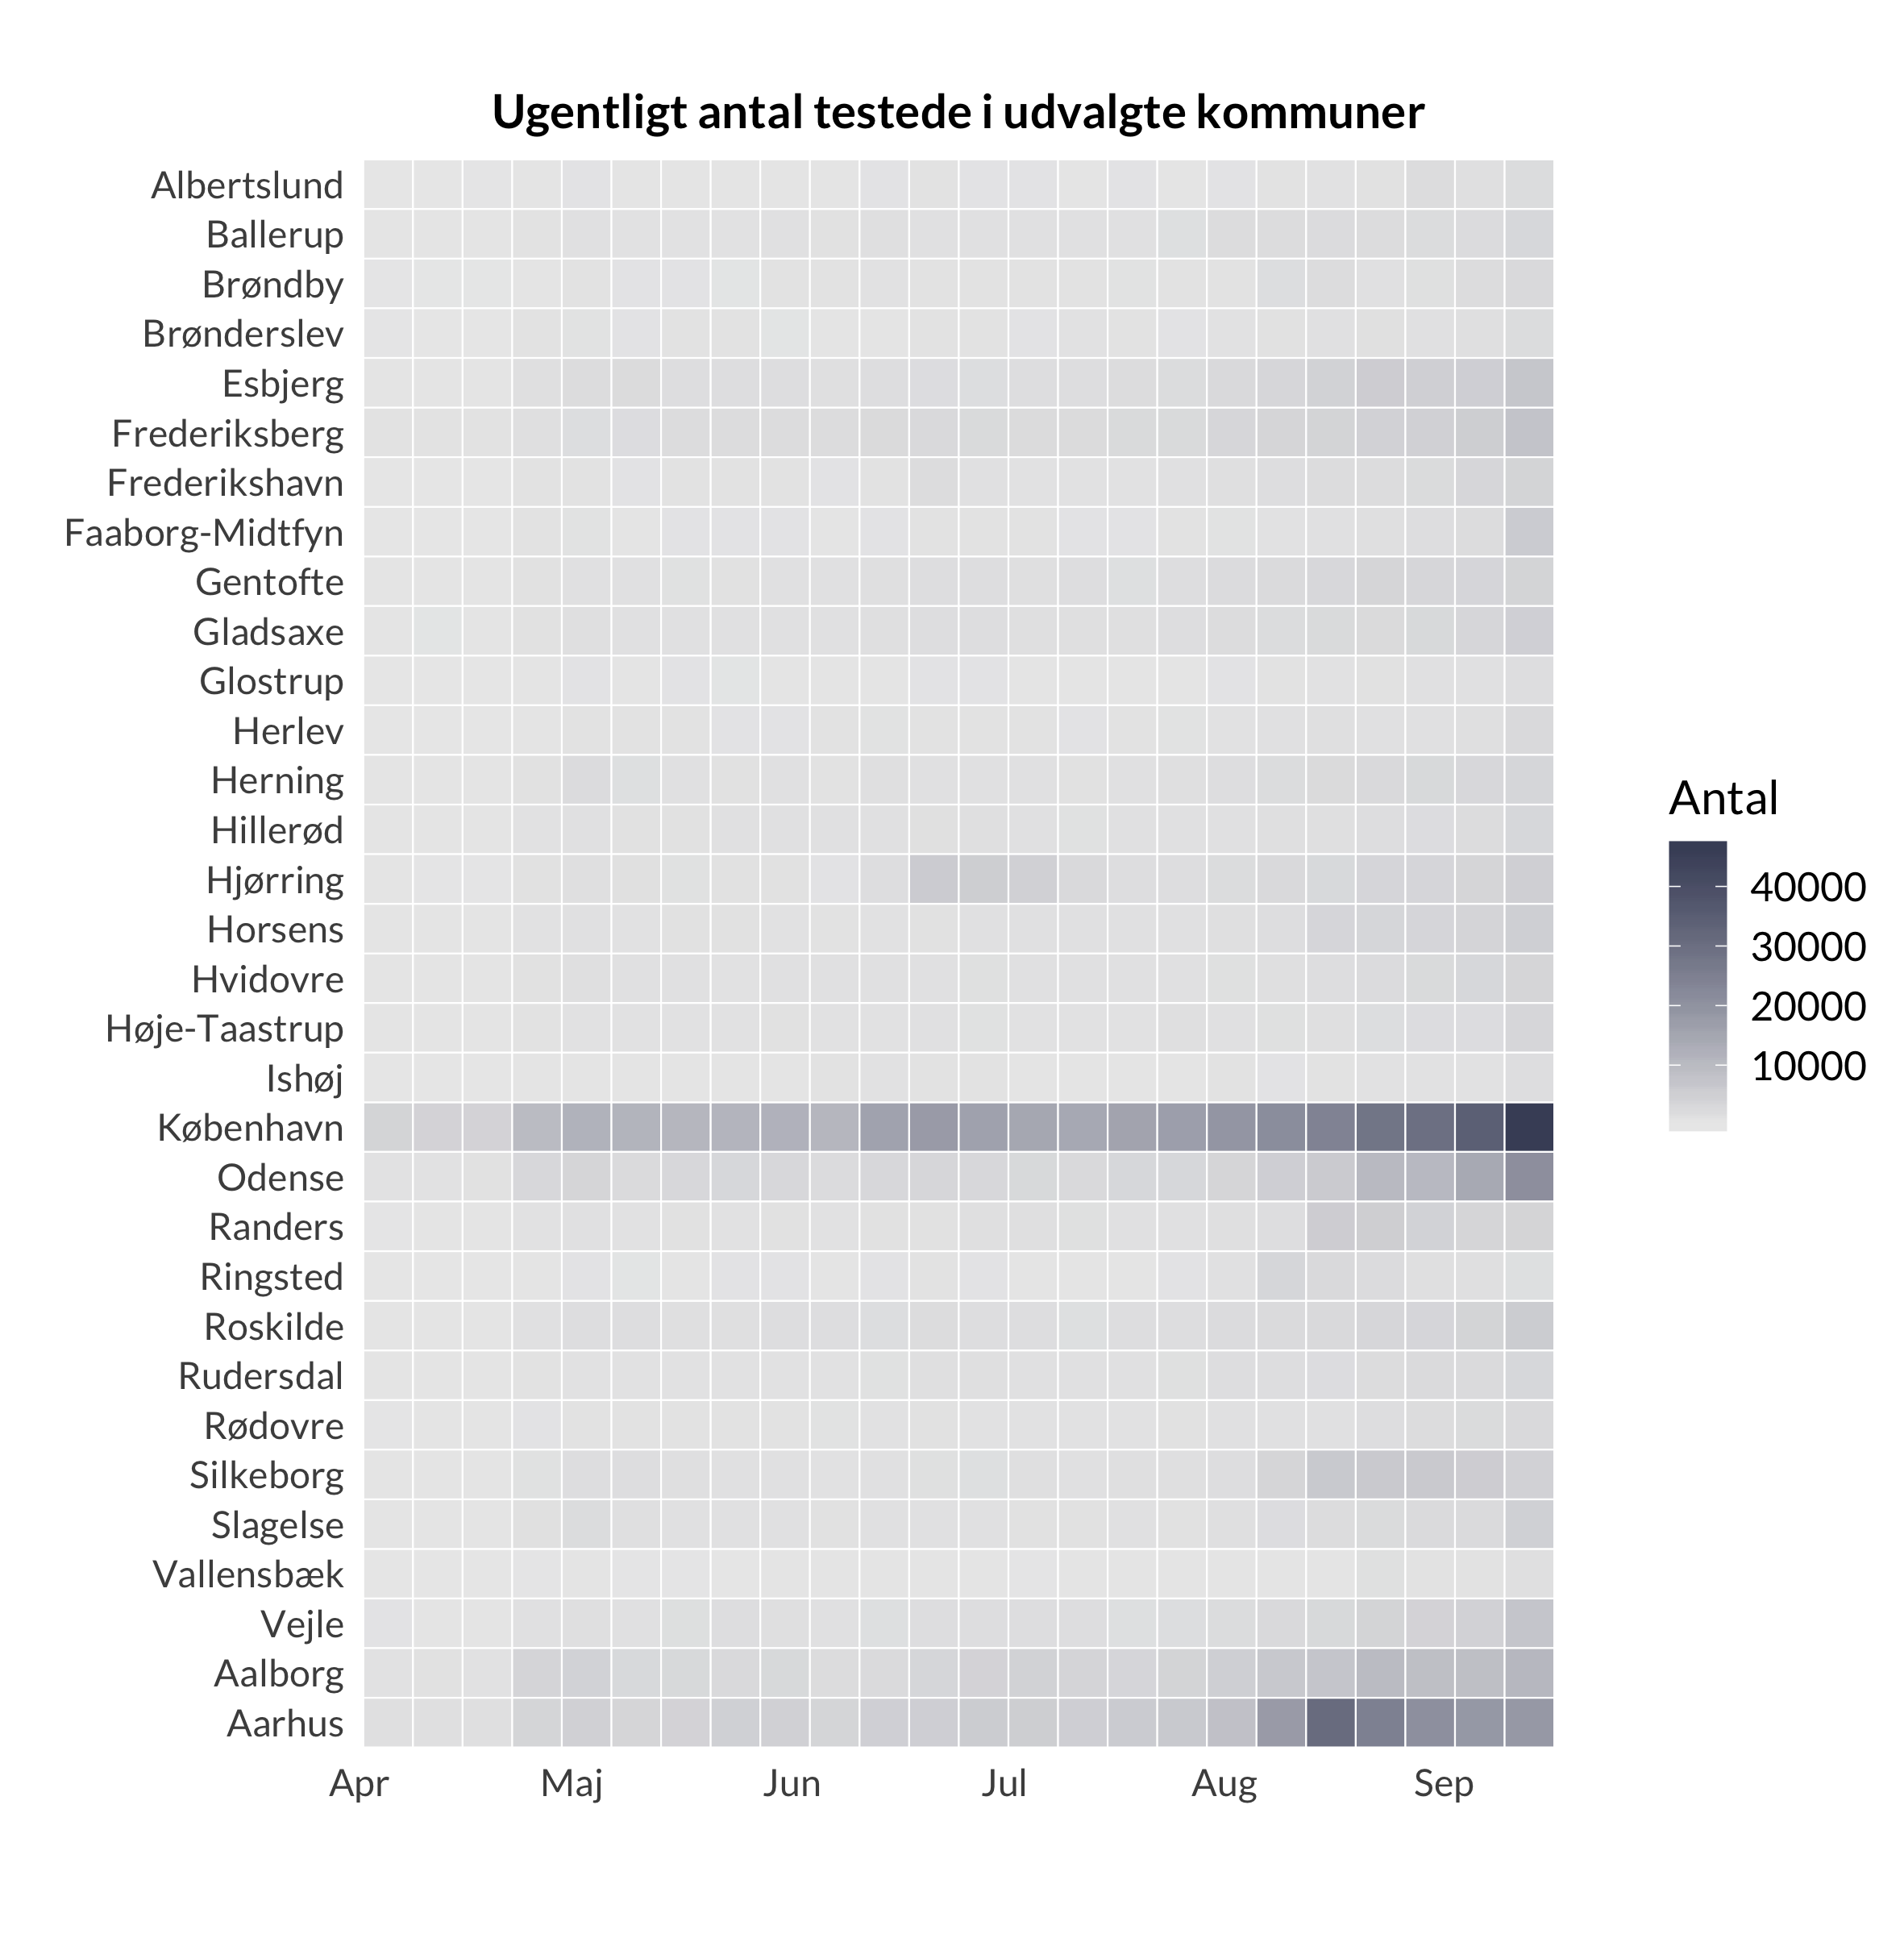 Ugentligt antal testede i udvalgte kommuner
Albertslund
Ballerup
Brøndby
Brønderslev
Esbjerg
Frederiksberg
Frederikshavn
Faaborg-Midtfyn
Gentofte
Gladsaxe
Glostrup
Herlev
Herning
Hillerød
Hjørring
Horsens
Hvidovre
Høje-Taastrup
Ishøj
København
Odense
Randers
Ringsted
Roskilde
Rudersdal
Rødovre
Silkeborg
Slagelse
Vallensbæk
Vejle
Aalborg
Aarhus
Apr Maj Jun Jul Aug Sep
Antal
40000
30000
20000
10000